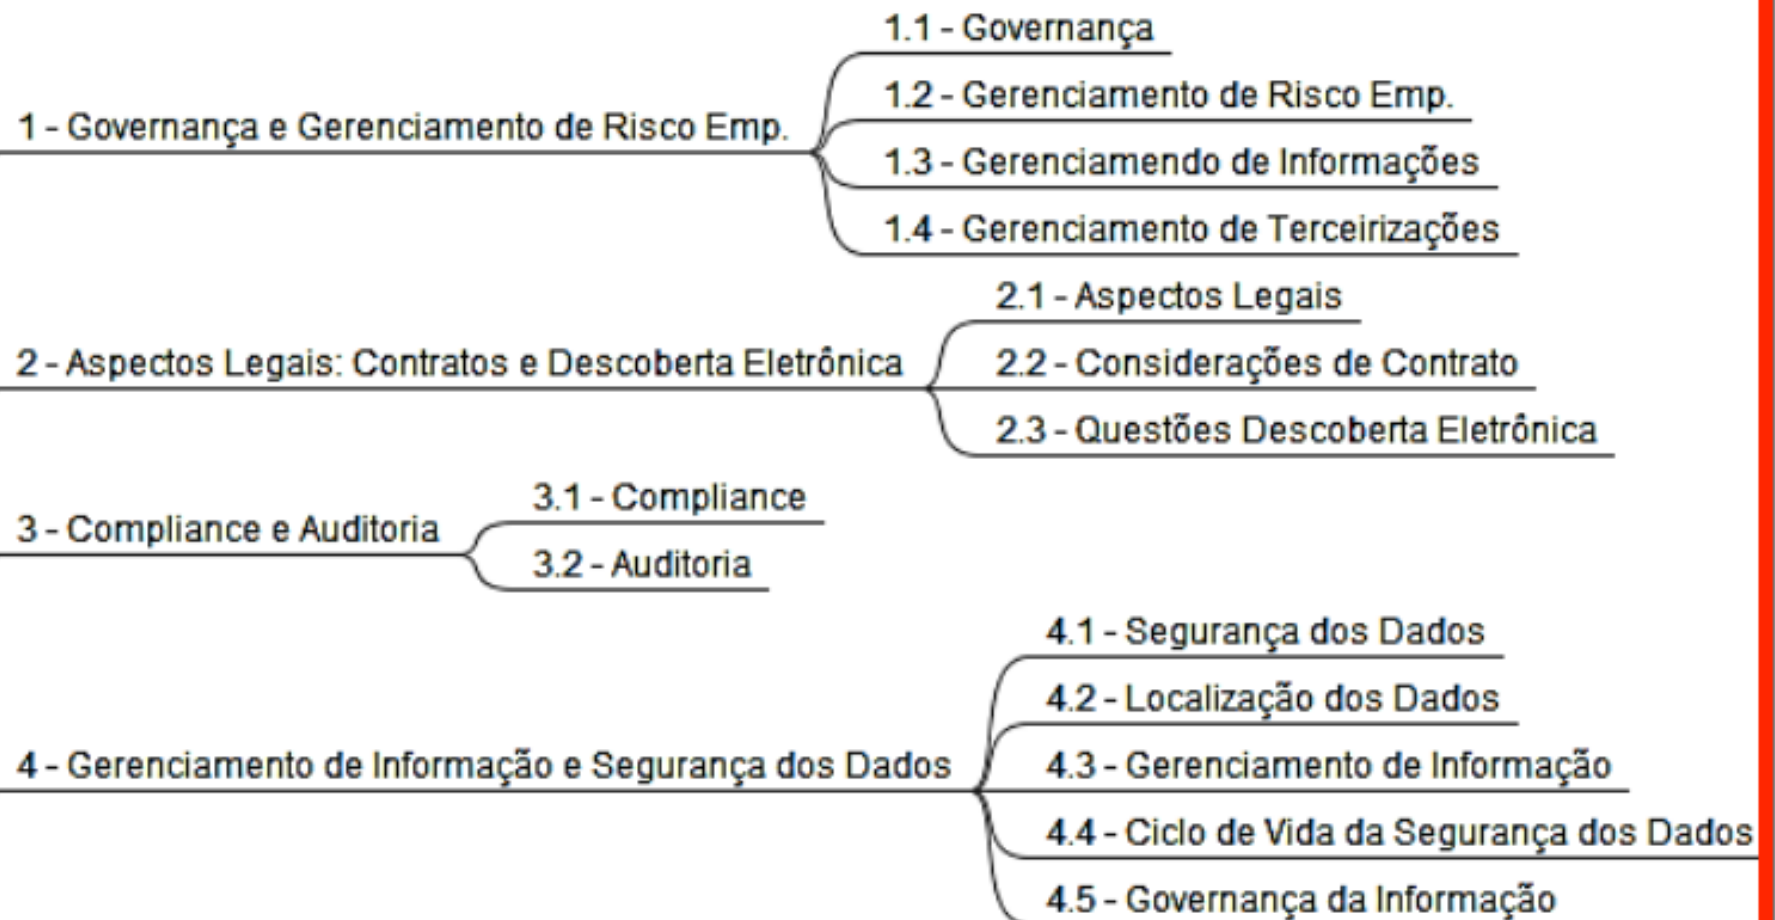 1 - Governança e Gerenciamento de Risco Emp.
1.1 - Governança
1.2 - Gerenciamento de Risco Emp.
1.3 - Gerenciamendo de Informações
1.4 - Gerenciamento de Terceirizações
2 - Aspectos Legais: Contratos e Descoberta Eletrônica
2.1 - Aspectos Legais
2.2 - Considerações de Contrato
2.3 - Questões Descoberta Eletrônica
3 - Compliance e Auditoria
3.1 - Compliance
3.2 - Auditoria
4 - Gerenciamento de Informação e Segurança dos Dados
4.1 - Segurança dos Dados
4.2 - Localização dos Dados
4.3 - Gerenciamento de Informação
4.4 - Ciclo de Vida da Segurança dos Dados
4.5 - Governança da Informação